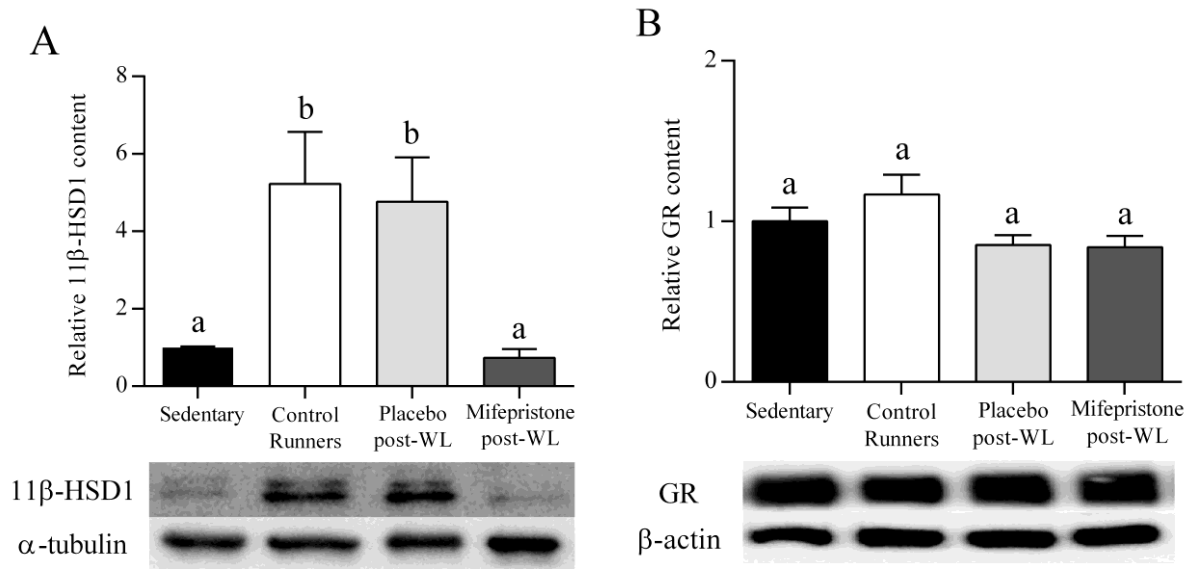 A
Relative 11β-HSD1 content
8
6
4
2
0
a
b
b
a
Sedentary
Control
Runners
Placebo
post-WL
Mifepristone
post-WL
11β-HSD1
α-tubulin
B
Relative GR content
2
1
0
a
a
a
a
Sedentary
Control
Runners
Placebo
post-WL
Mifepristone
post-WL
GR
β-actin